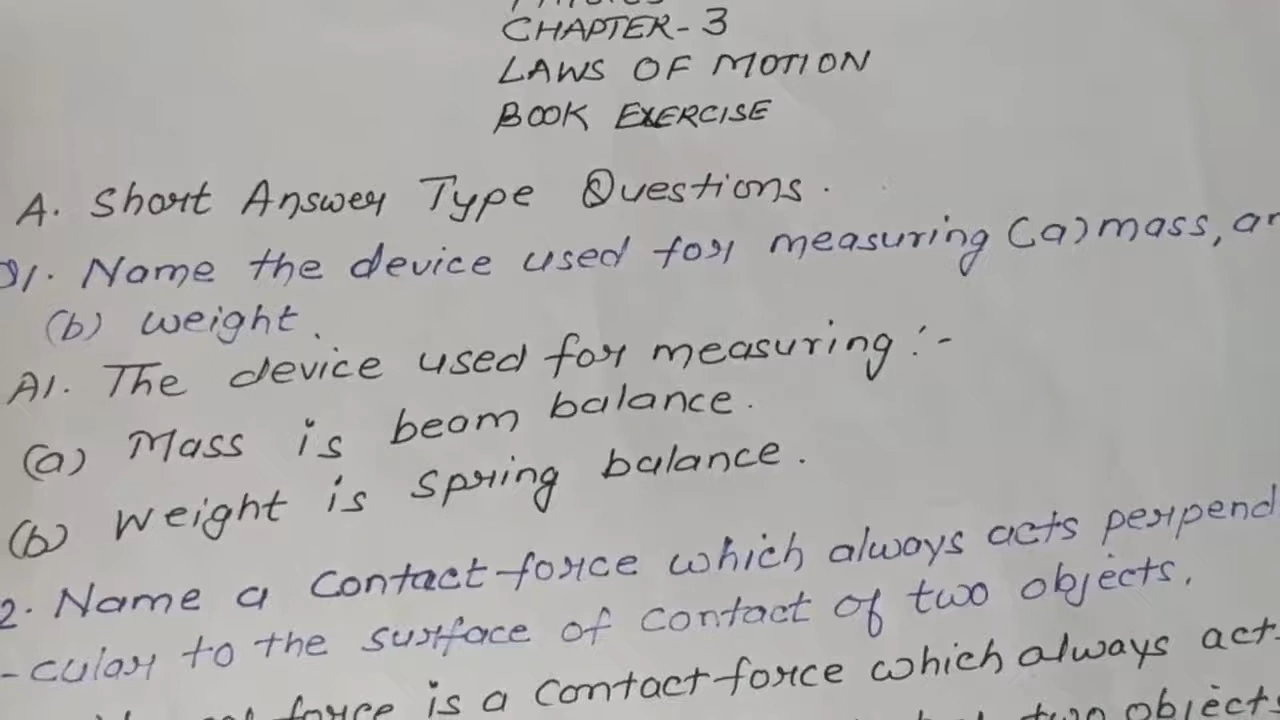 CHAPTER-3
LAWS OF MOTION
BOOK EXERCISE
A. Short Answer Type Questions.
Q1. Name the device used for measuring (a) mass, an
(b) weight.
A1. The device used for measuring :-
(a) Mass is beam balance.
(b) Weight is spring balance.
2. Name a contact force which always acts perpend
-cular to the surface of contact of two objects.
force is a contact force which always act
two objects